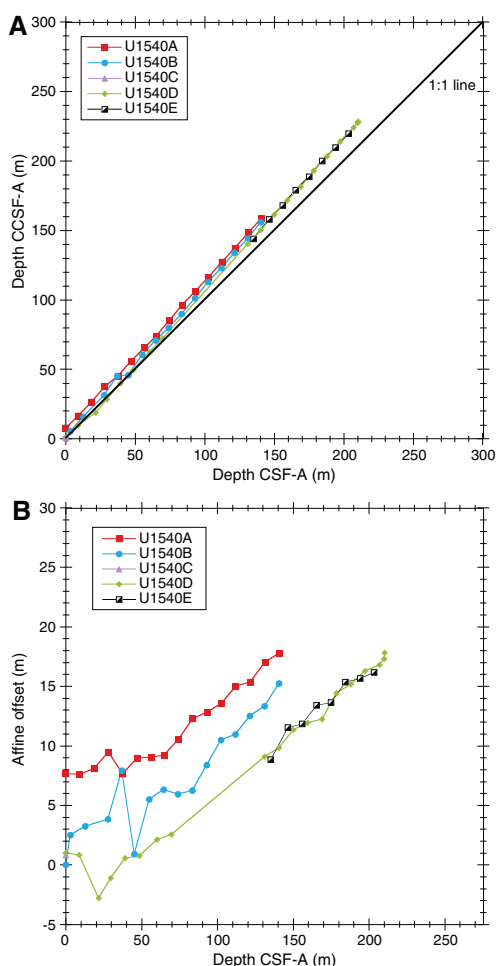 A
300
250
200
150
100
50
0
Depth CCSF-A (m)
U1540A
U1540B
U1540C
U1540D
U1540E
1:1 line
0 50 100 150 200 250 300
Depth CSF-A (m)
B
30
25
20
15
10
5
0
-5
Affine offset (m)
U1540A
U1540B
U1540C
U1540D
U1540E
0 50 100 150 200 250
Depth CSF-A (m)